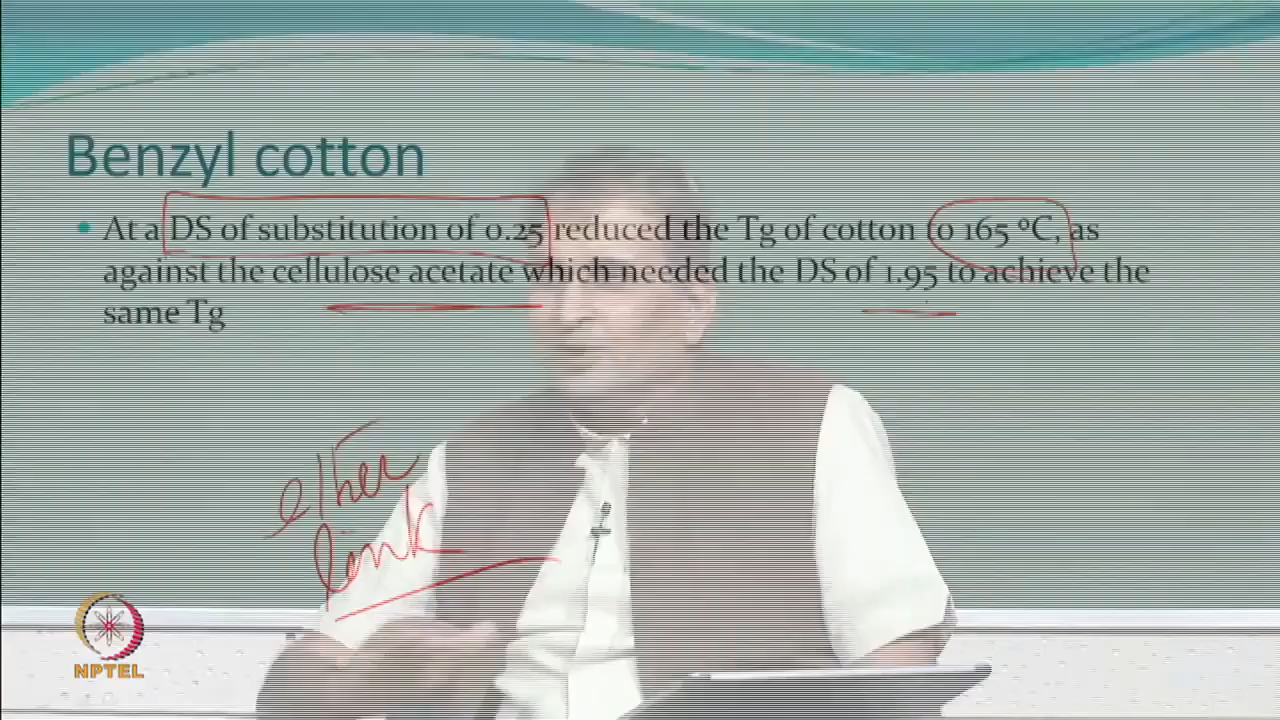 Benzyl cotton
• At a DS of substitution of 0.25 reduced the Tg of cotton to 165 ºC, as
against the cellulose acetate which needed the DS of 1.95 to achieve the
same Tg
ether
link
NPTEL